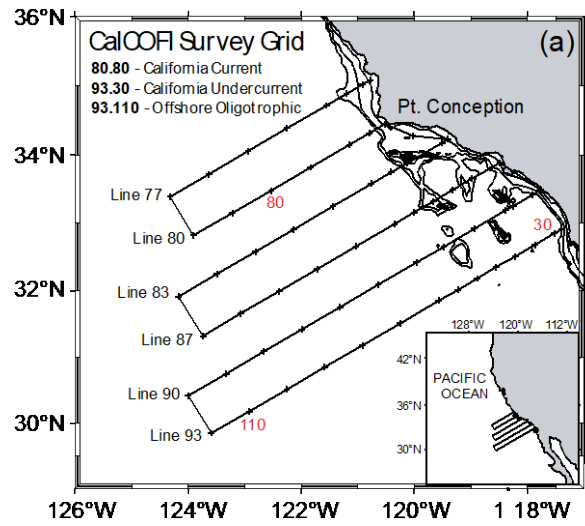 36°N
CalCOFI Survey Grid
(a)
80.80 - California Current
93.30 - California Undercurrent
93.110 - Offshore Oligotrophic
Pt. Conception
34°N
Line 77
80
Line 80
30
32°N
Line 83
Line 87
128°W 120°W 112°W
42°N
PACIFIC
OCEAN
36°N
30°N
Line 90
30°N
Line 93
110
126°W 124°W 122°W 120°W 118°W